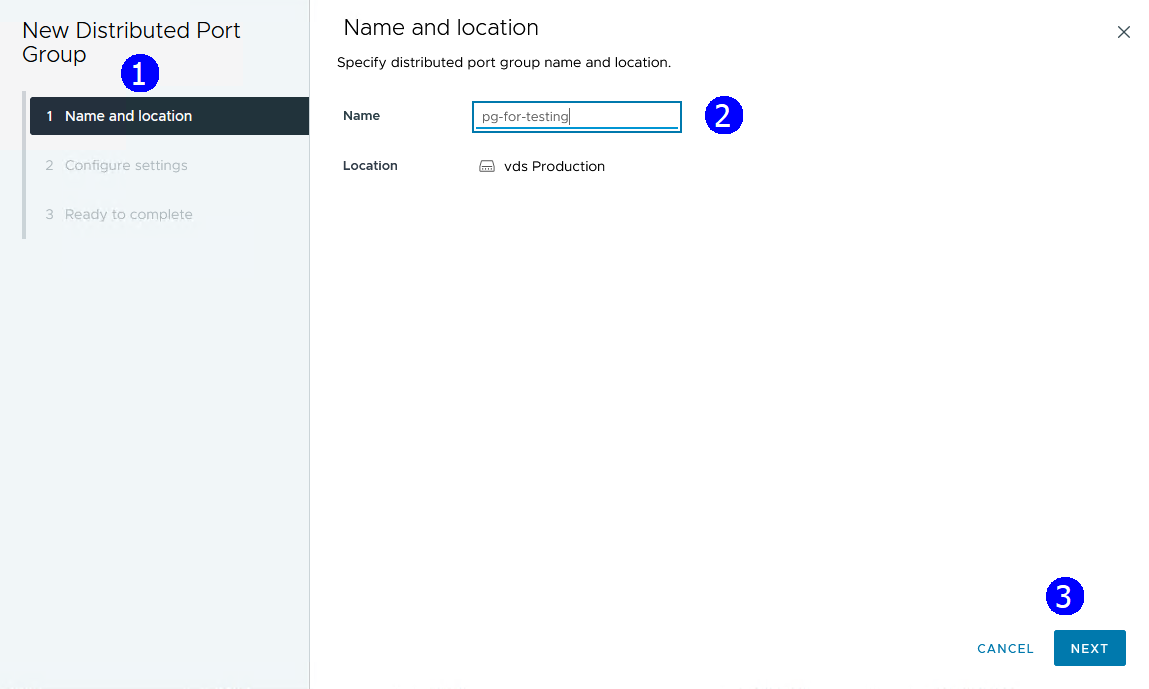 New Distributed Port
Group
1
1 Name and location
2 Configure settings
3 Ready to complete
Name and location
Specify distributed port group name and location.
Name pg-for-testing 2
Location vds Production
3
CANCEL NEXT